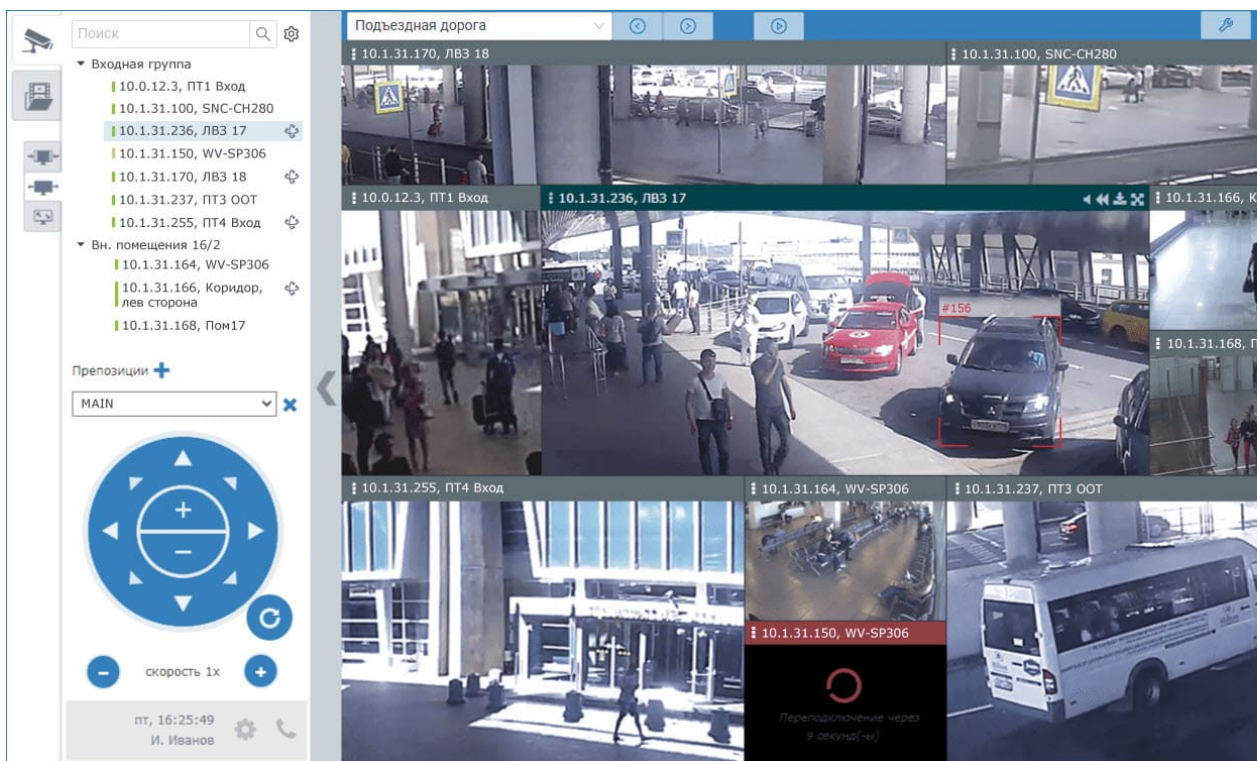 Поиск
Входная группа
10.0.12.3, ПТ1 Вход
10.1.31.100, SNC-CH280
10.1.31.236, ЛВЗ 17
10.1.31.150, WV-SP306
10.1.31.170, ЛВЗ 18
10.1.31.237, ПТЗ ООТ
10.1.31.255, ПТ4 Вход
Вн. помещения 16/2
10.1.31.164, WV-SP306
10.1.31.166, Коридор,
лев сторона
10.1.31.168, Пом17
Препозиции
MAIN
скорость 1x
пт, 16:25:49
И. Иванов
Подъездная дорога
10.1.31.170, ЛВЗ 18
10.1.31.100, SNC-CH280
10.0.12.3, ПТ1 Вход
10.1.31.236, ЛВЗ 17
10.1.31.166, К
#156
10.1.31.168, П
10.1.31.255, ПТ4 Вход
10.1.31.164, WV-SP306
10.1.31.237, ПТЗ ООТ
10.1.31.150, WV-SP306
Переподключение через
9 секунд(-ы)